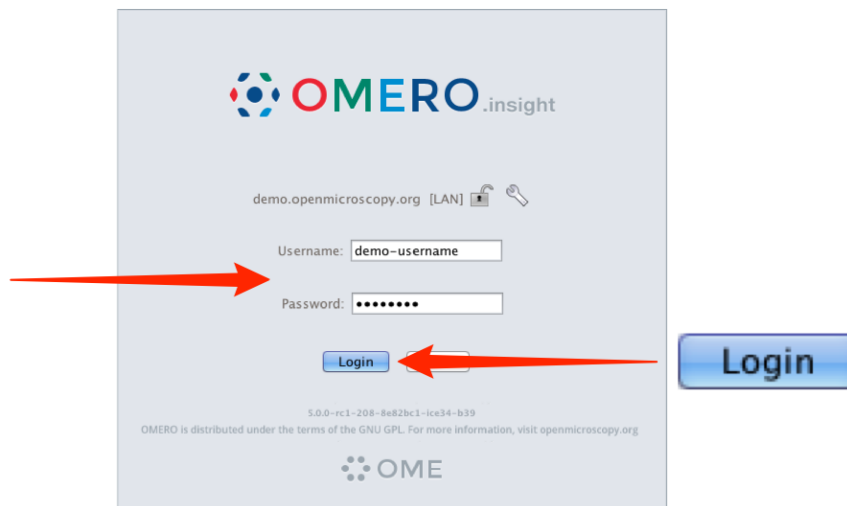 OMERO.insight
demo.openmicroscopy.org [LAN]
Username: demo-username
Password: ••••••••
Login
Login
5.0.0-rc1-208-8e82bc1-ice34-b39
OMERO is distributed under the terms of the GNU GPL. For more information, visit openmicroscopy.org
OME